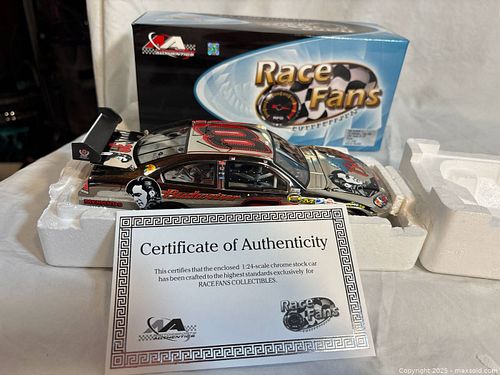 AUTHENTICS
Race
Fans
Budweiser
Certificate of Authenticity
This certifies that the enclosed 1:24-scale chrome stock car
has been crafted to the highest standards exclusively for
RACE FANS COLLECTIBLES.
AUTHENTICS
Race
Fans
Copyright 2025 - maxsold.com